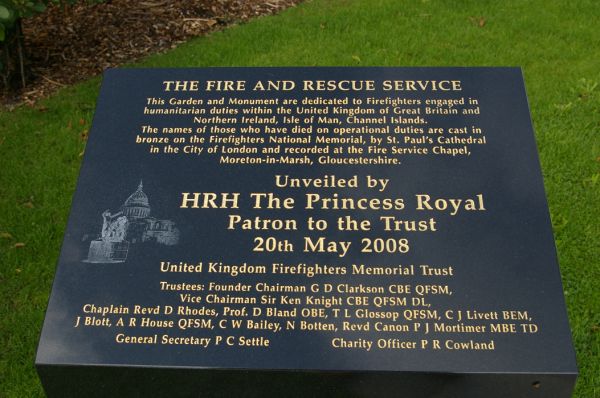 THE FIRE AND RESCUE SERVICE
This Garden and Monument are dedicated to Firefighters engaged in
humanitarian duties within the United Kingdom of Great Britain and
Northern Ireland, Isle of Man, Channel Islands.
The names of those who have died on operational duties are cast in
bronze on the Firefighters National Memorial, by St. Paul's Cathedral
in the City of London and recorded at the Fire Service Chapel,
Moreton-in-Marsh, Gloucestershire.
Unveiled by
HRH The Princess Royal
Patron to the Trust
20th May 2008
United Kingdom Firefighters Memorial Trust
Trustees: Founder Chairman G D Clarkson CBE QFSM,
Vice Chairman Sir Ken Knight CBE QFSM DL,
Chaplain Revd D Rhodes, Prof. D Bland OBE, T L Glossop QFSM, C J Livett BEM,
J Blott, A R House QFSM, C W Bailey, N Botten, Revd Canon P J Mortimer MBE TD
General Secretary P C Settle Charity Officer P R Cowland